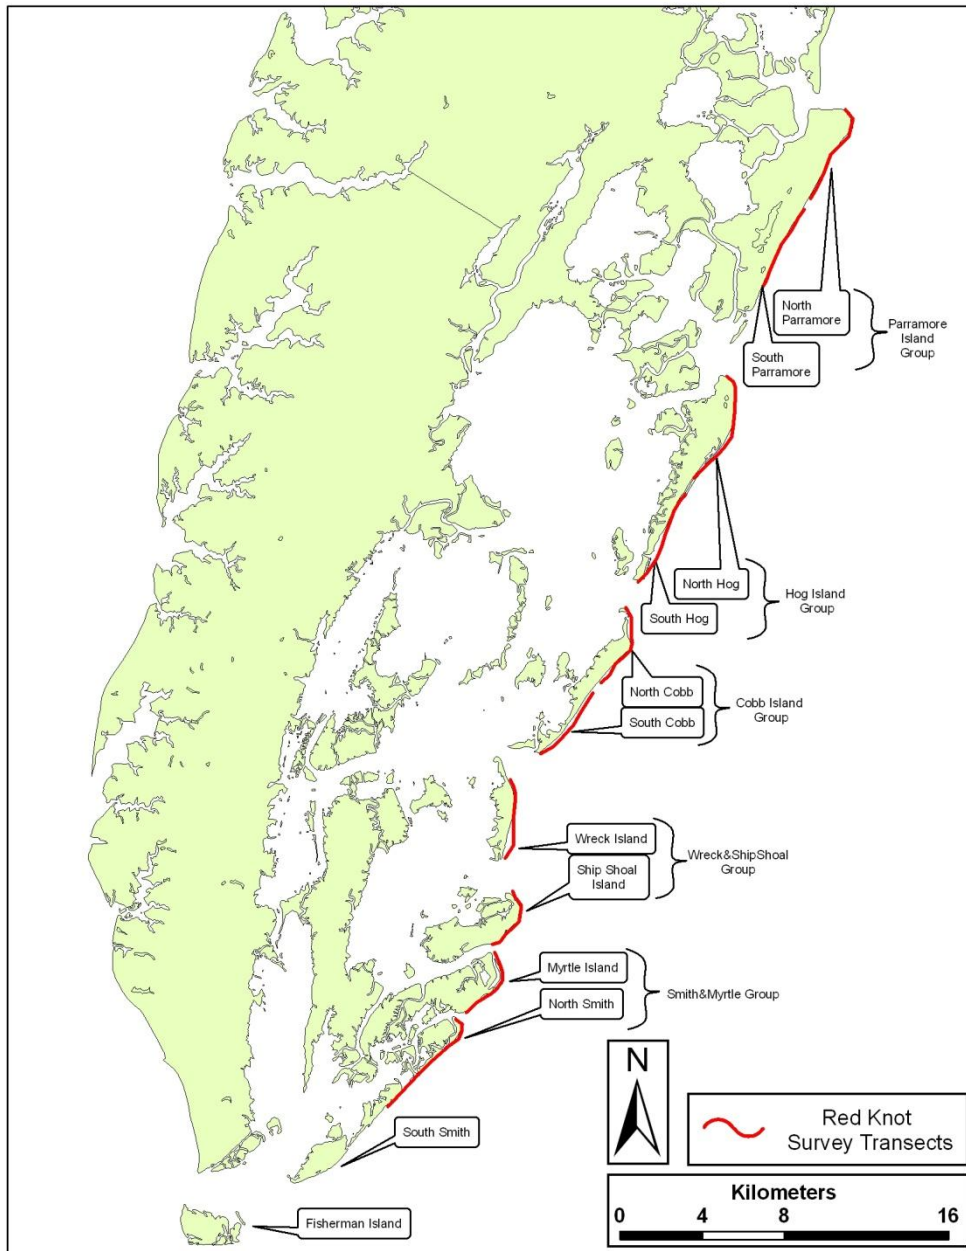 North
Parramore
South
Parramore
Parramore
Island
Group
North Hog
South Hog
Hog Island
Group
North Cobb
South Cobb
Cobb Island
Group
Wreck Island
Ship Shoal
Island
Wreck&ShipShoal
Group
Myrtle Island
North Smith
Smith&Myrtle Group
South Smith
Fisherman Island
N
Red Knot
Survey Transects
Kilometers
0 4 8 16